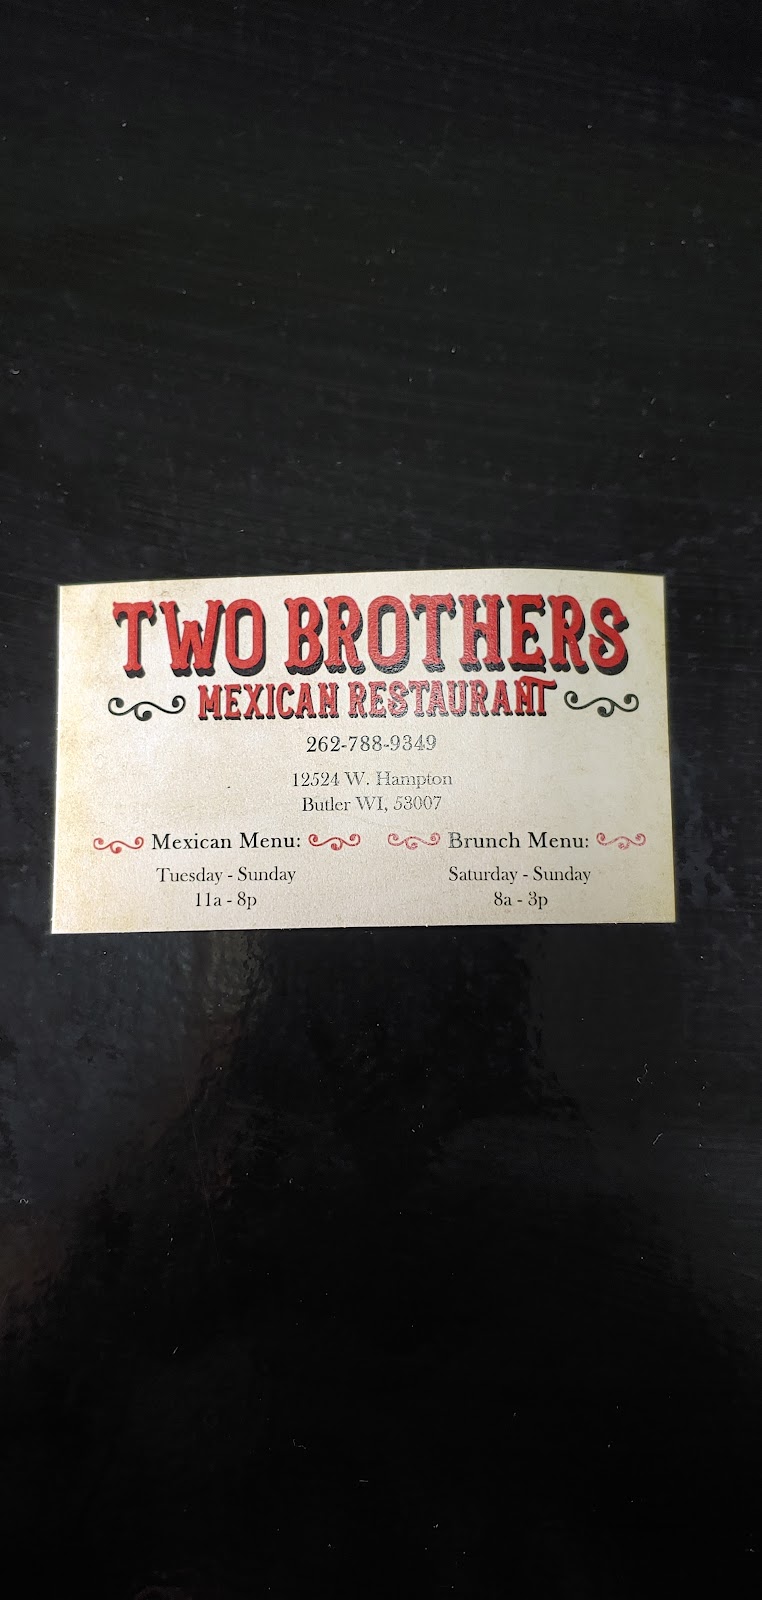 TWO BROTHERS
MEXICAN RESTAURANT
262-788-9349
12524 W. Hampton
Butler WI, 53007
Mexican Menu:
Tuesday - Sunday
11a - 8p
Brunch Menu:
Saturday - Sunday
8a - 3p